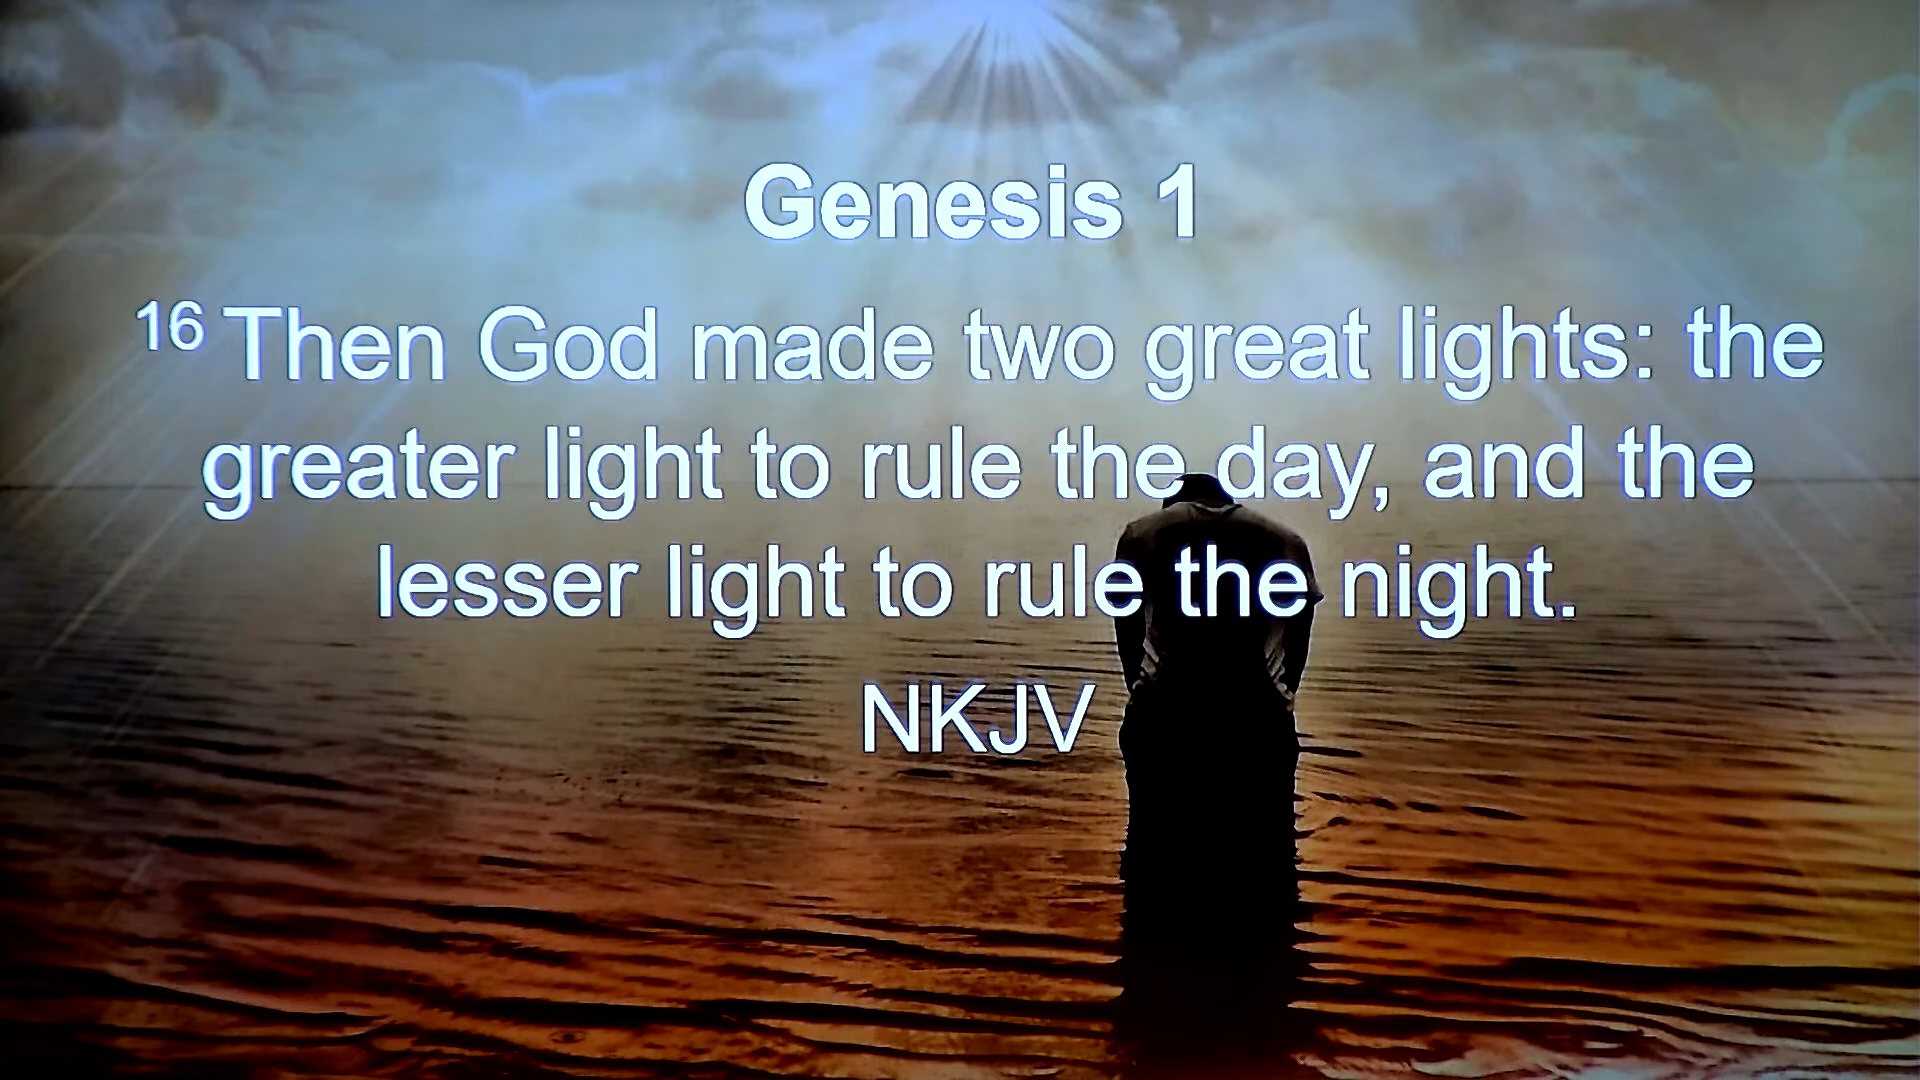 Genesis 1
16 Then God made two great lights: the
greater light to rule the day, and the
lesser light to rule the night.
NKJV